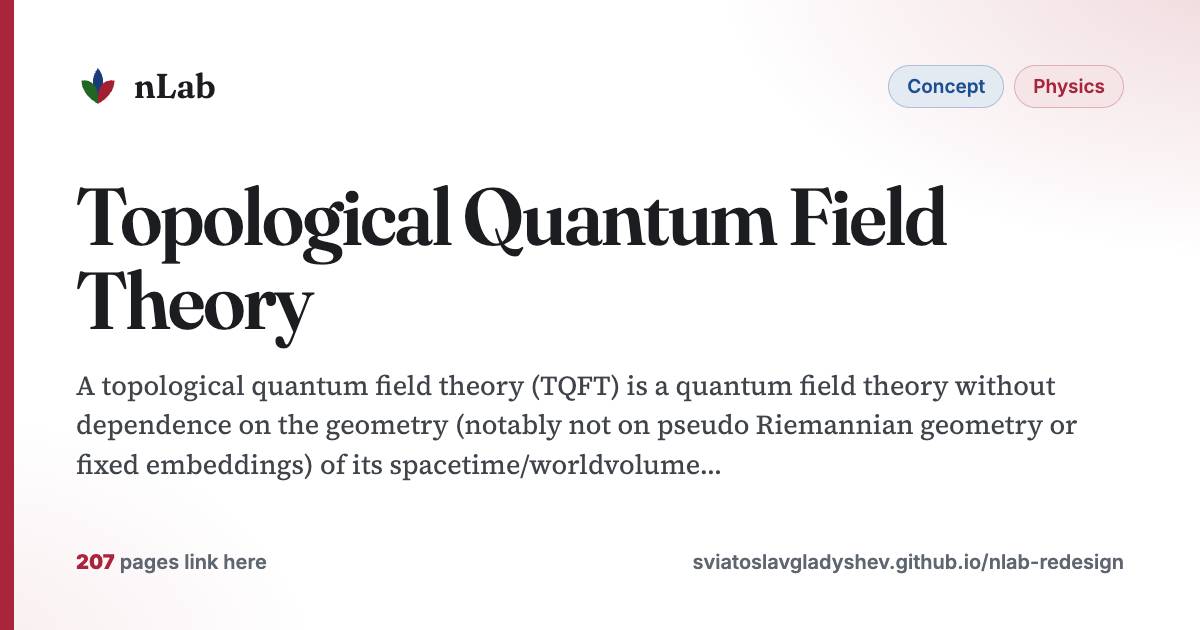 nLab
Concept
Physics
Topological Quantum Field
Theory
A topological quantum field theory (TQFT) is a quantum field theory without
dependence on the geometry (notably not on pseudo Riemannian geometry or
fixed embeddings) of its spacetime/worldvolume...
207 pages link here
sviatoslavgladyshev.github.io/nlab-redesign